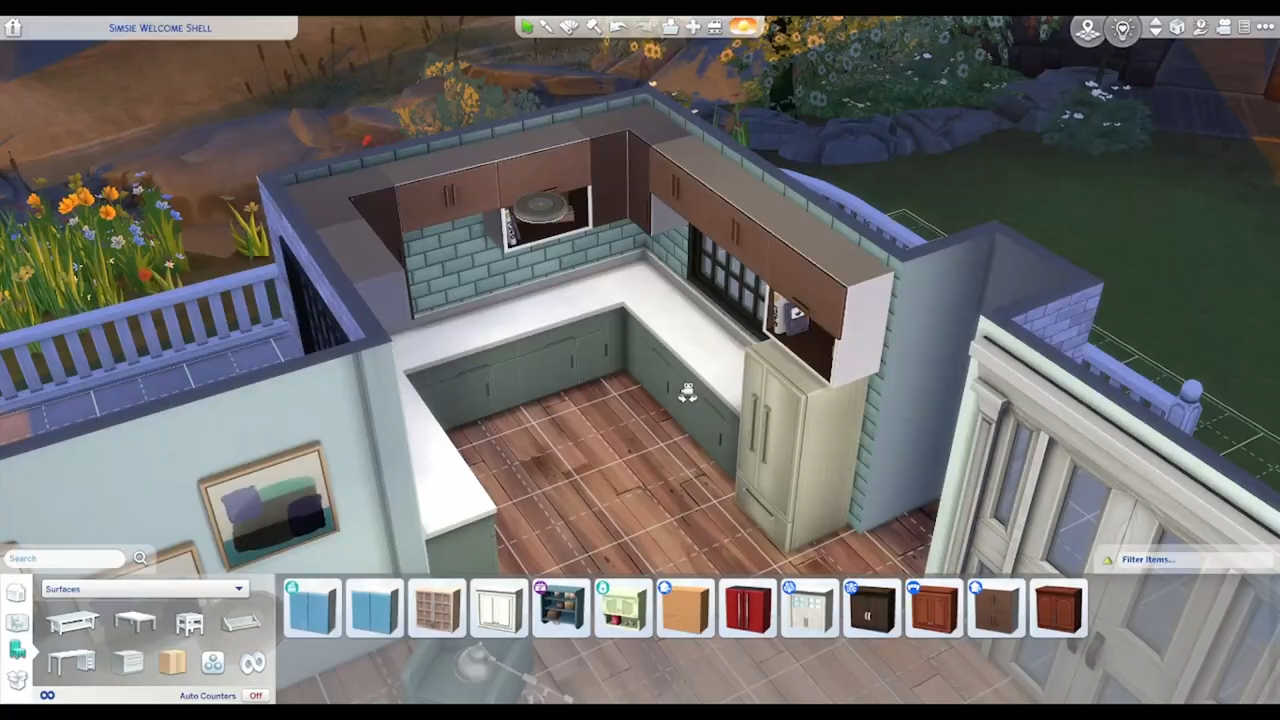 SIMSIE WELCOME SHELL
Search
Filter Items...
Surfaces
Auto Counters Off